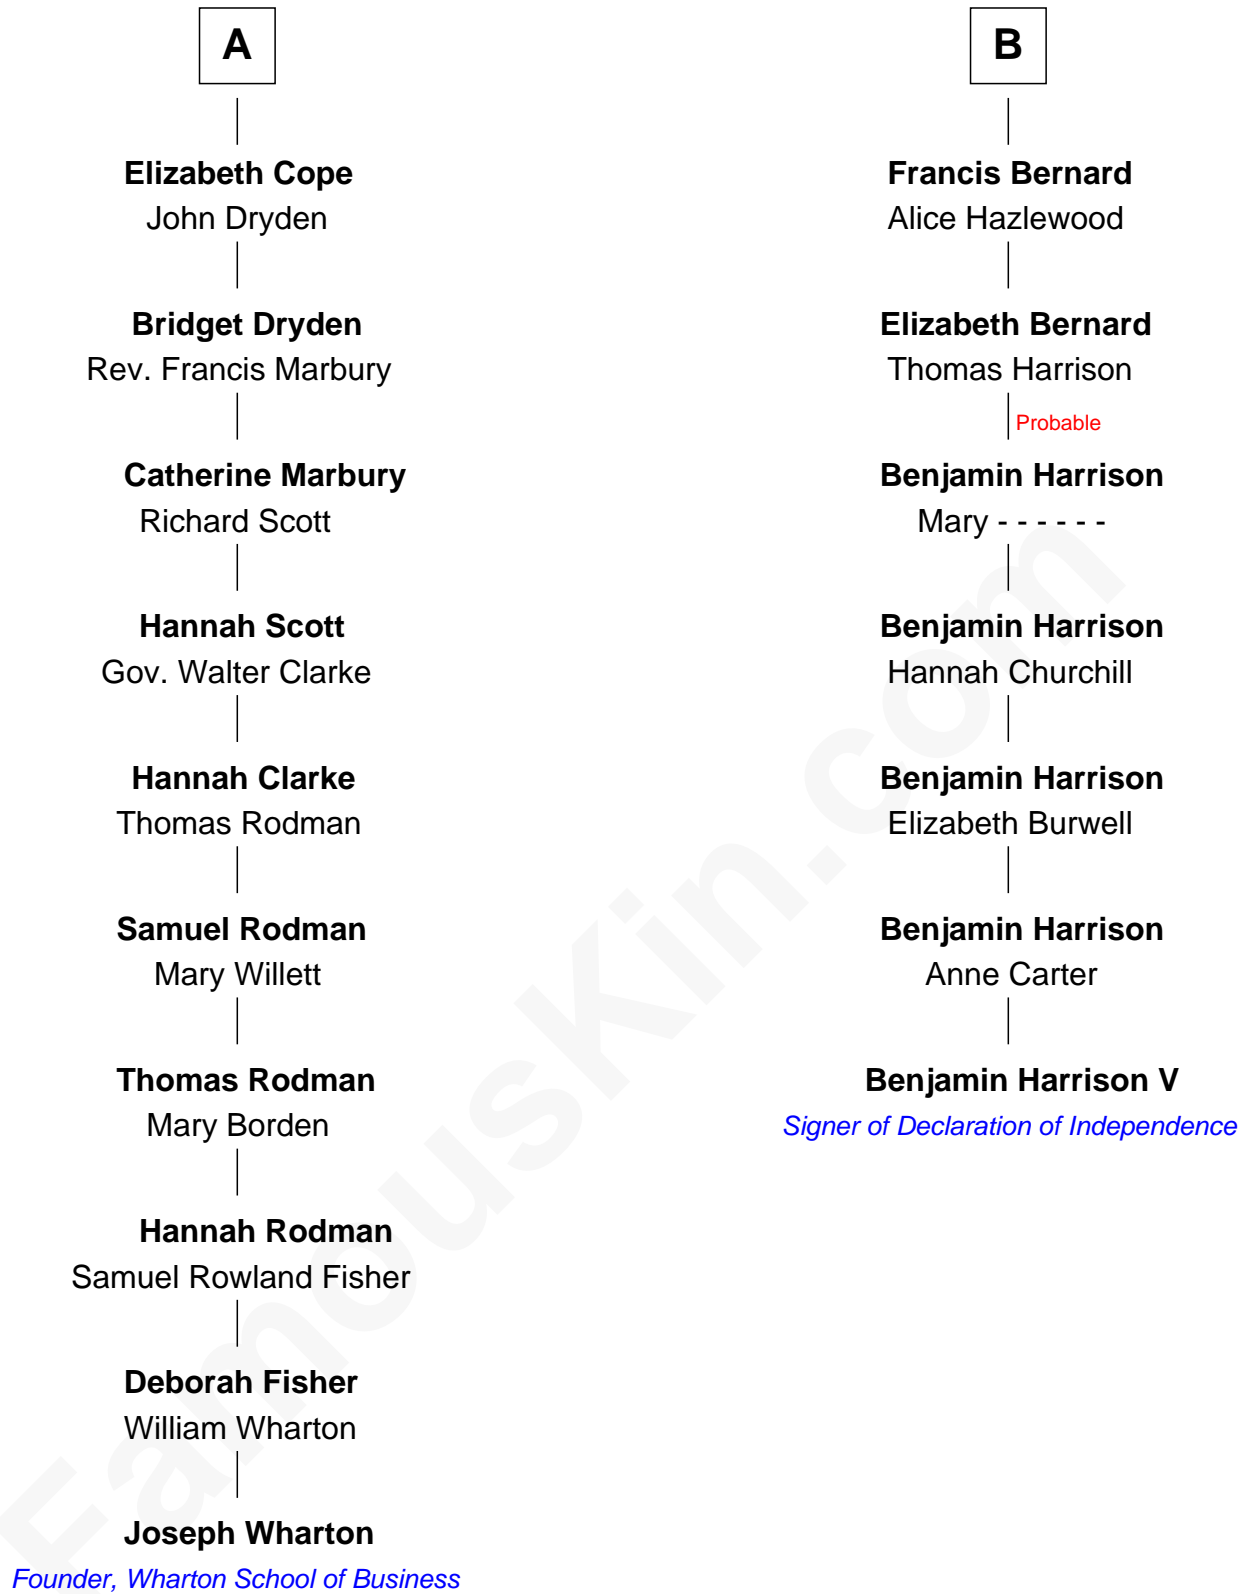 A
Elizabeth Cope
John Dryden
Bridget Dryden
Rev. Francis Marbury
Catherine Marbury
Richard Scott
Hannah Scott
Gov. Walter Clarke
Hannah Clarke
Thomas Rodman
Samuel Rodman
Mary Willett
Thomas Rodman
Mary Borden
Hannah Rodman
Samuel Rowland Fisher
Deborah Fisher
William Wharton
Joseph Wharton
Founder, Wharton School of Business
B
Francis Bernard
Alice Hazlewood
Elizabeth Bernard
Thomas Harrison
Probable
Benjamin Harrison
Mary - - - - - -
Benjamin Harrison
Hannah Churchill
Benjamin Harrison
Elizabeth Burwell
Benjamin Harrison
Anne Carter
Benjamin Harrison V
Signer of Declaration of Independence
FamousKin.com